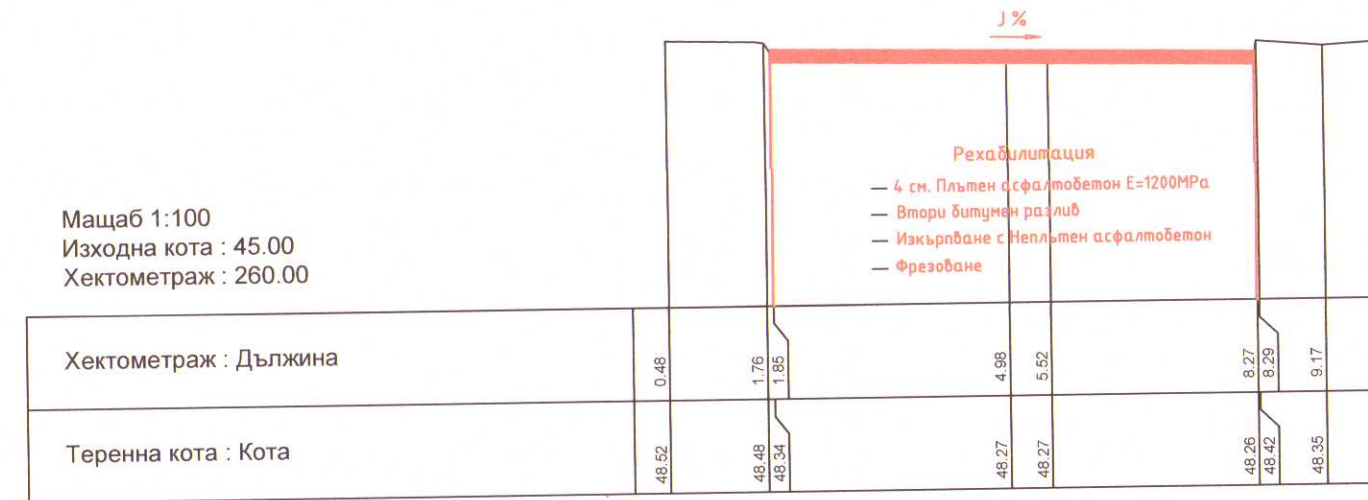 J %
Рехабилитация
— 4 см. Плътен асфалтобетон E=1200MPa
— Втори битумен разлив
— Изкърпване с Неплътен асфалтобетон
— Фрезоване
Мащаб 1:100
Изходна кота : 45.00
Хектометраж : 260.00
Хектометраж : Дължина
0.48 1.76 1.85 4.98 5.52 8.27 8.29 9.17
Теренна кота : Кота
48.52 48.48 48.34 48.27 48.27 48.26 48.42 48.35